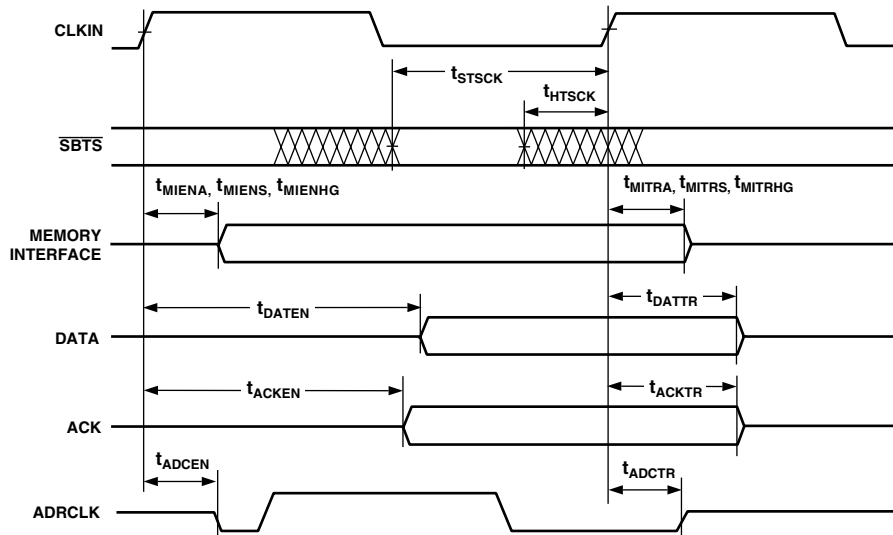 CLKIN
tSTSCK
tHTSCK
SBTS
tMIENA, tMIENS, tMIENHG
tMITRA, tMITRS, tMITRHG
MEMORY
INTERFACE
tDATEN
tDATTR
DATA
tACKEN
tACKTR
ACK
tADCEN
tADCTR
ADRCLK